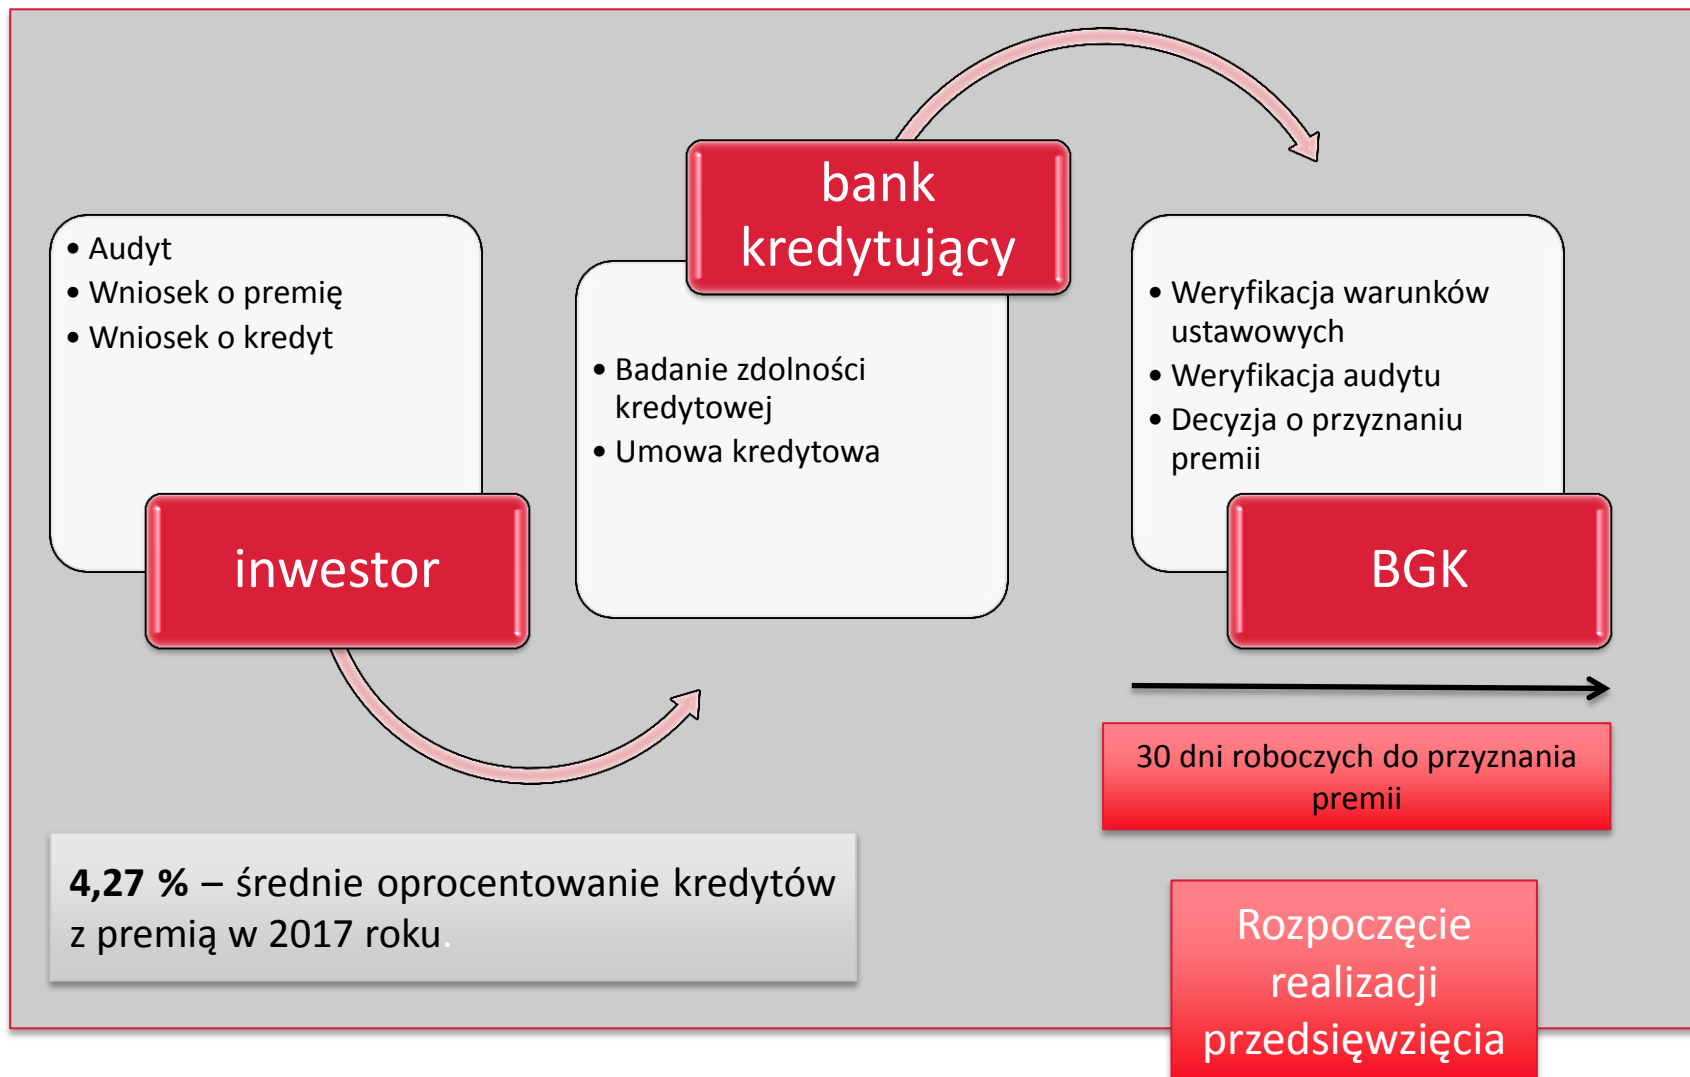 • Audyt
• Wniosek o premię
• Wniosek o kredyt
inwestor
bank
kredytujący
• Badanie zdolności
kredytowej
• Umowa kredytowa
• Weryfikacja warunków
ustawowych
• Weryfikacja audytu
• Decyzja o przyznaniu
premii
BGK
30 dni roboczych do przyznania
premii
4,27 % – średnie oprocentowanie kredytów
z premią w 2017 roku.
Rozpoczęcie
realizacji
przedsięwzięcia